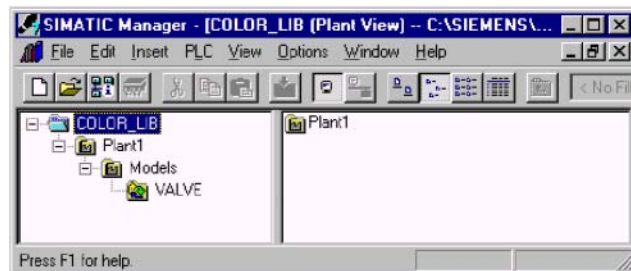 SIMATIC Manager - [COLOR_LIB (Plant View) -- C:\SIEMENS\...
File Edit Insert PLC View Options Window Help
< No Fil
COLOR_LIB
Plant1
Models
VALVE
Plant1
Press F1 for help.